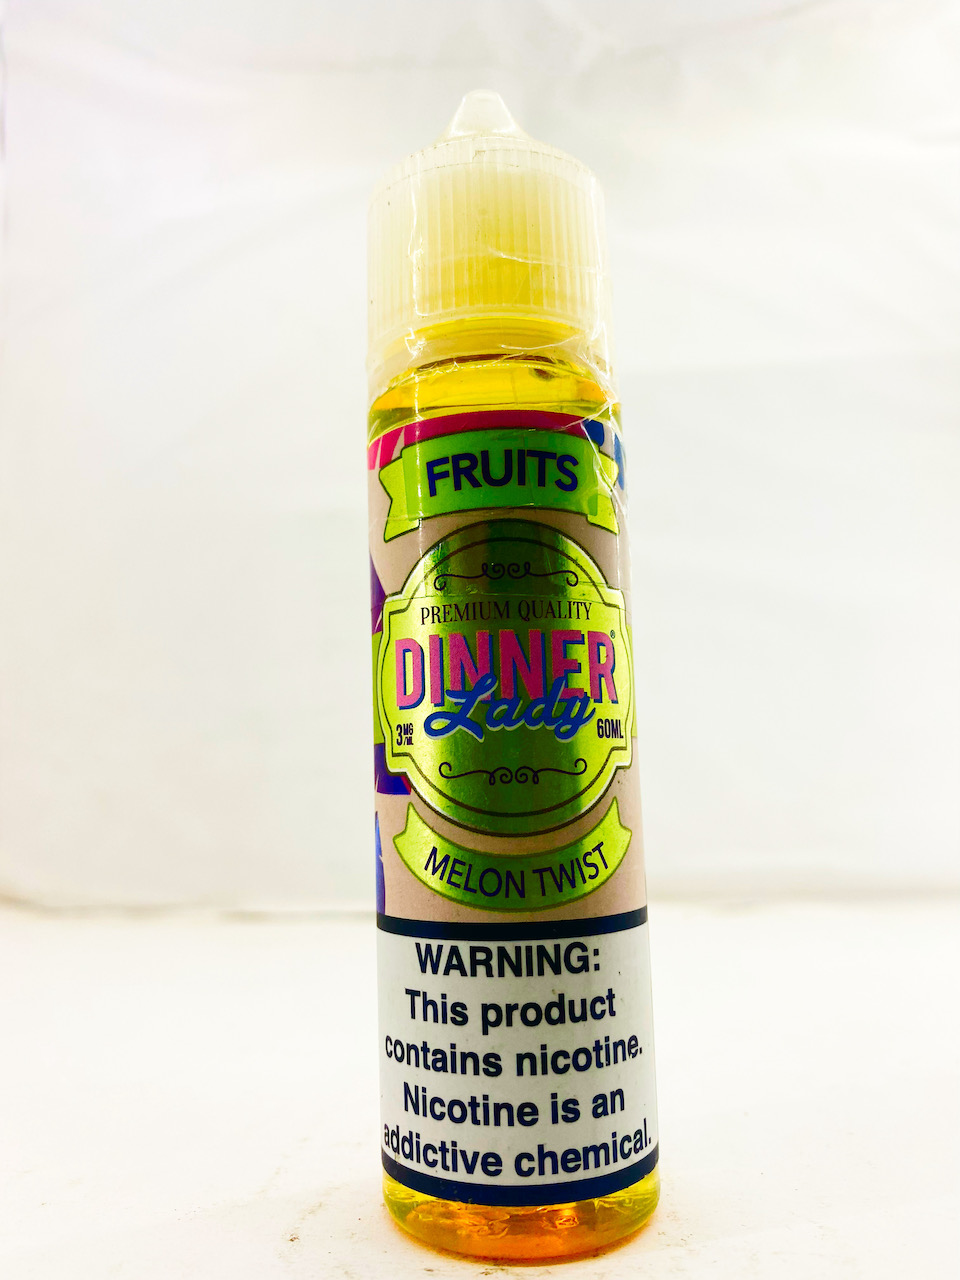 FRUITS
PREMIUM QUALITY
DINNER®
Lady
3MG/ML 60ML
MELON TWIST
WARNING:
This product
contains nicotine.
Nicotine is an
addictive chemical.